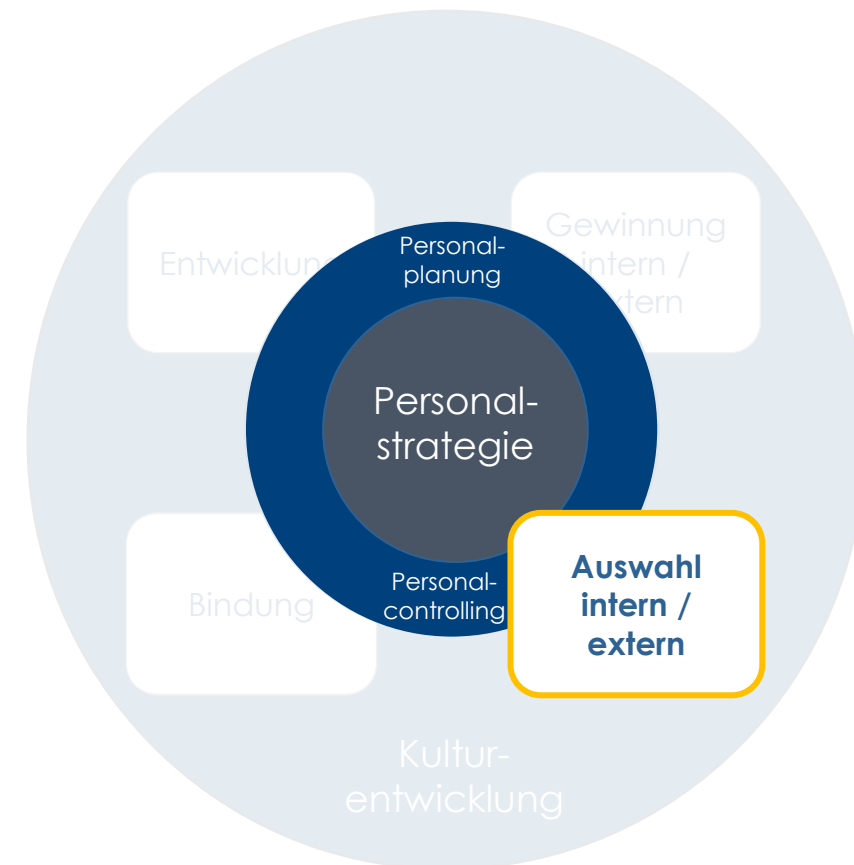 Entwicklung
Gewinnung
intern /
extern
Personal-
planung
Personal-
strategie
Personal-
controlling
Bindung
Auswahl
intern /
extern
Kultur-
entwicklung